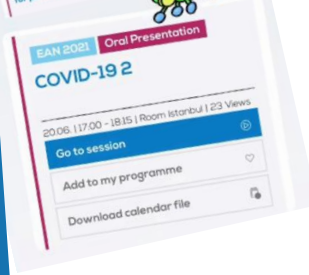 EAN 2021 Oral Presentation
COVID-19 2
20.06. | 17.00 - 18.15 | Room Istanbul | 23 Views
Go to session
Add to my programme
Download calendar file